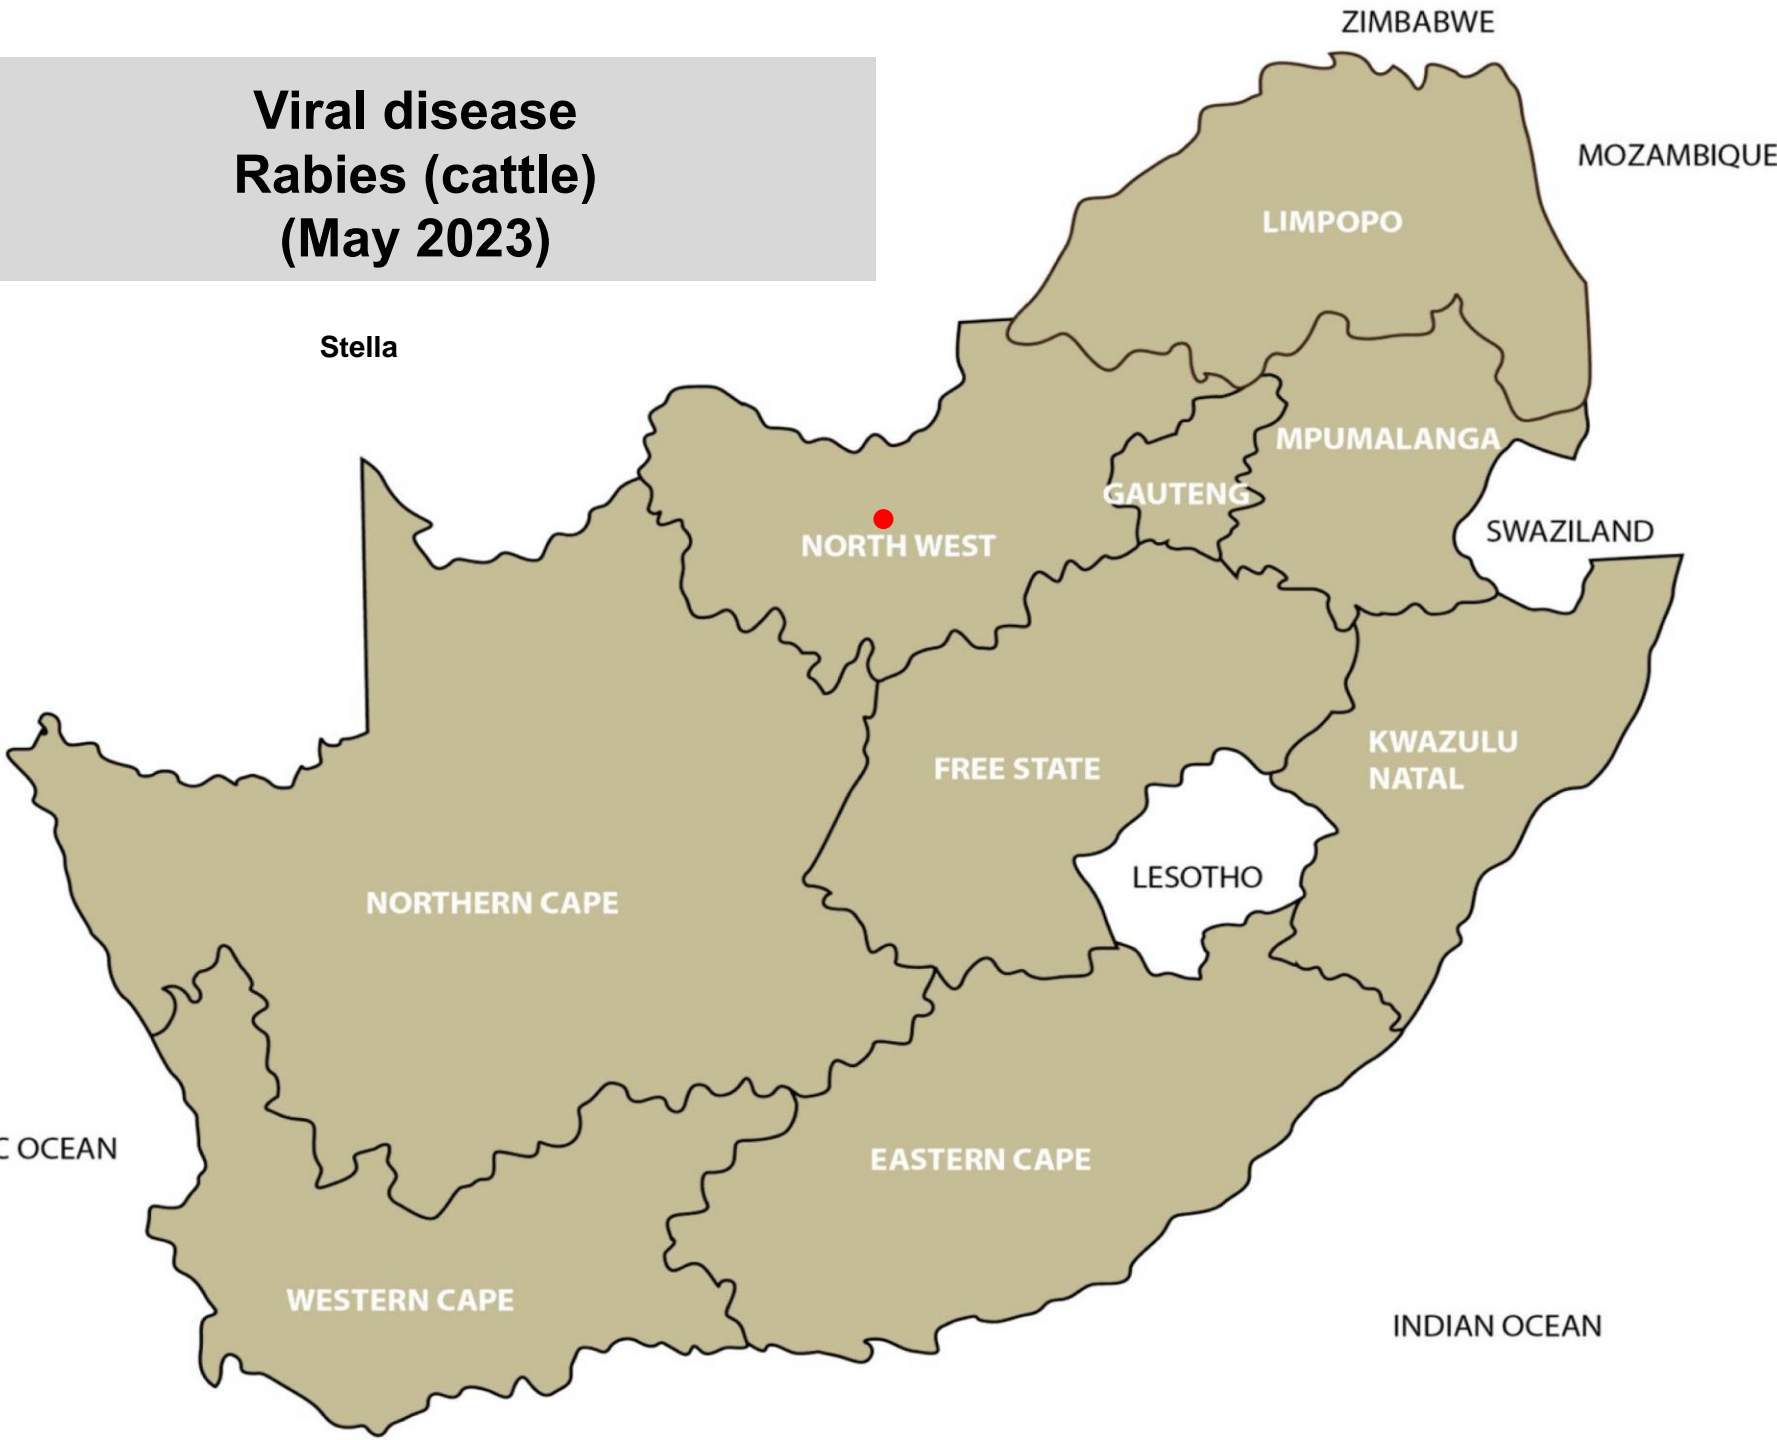 ZIMBABWE
Viral disease
Rabies (cattle)
(May 2023)
MOZAMBIQUE
LIMPOPO
Stella
MPUMALANGA
GAUTENG
SWAZILAND
NORTH WEST
KWAZULU
NATAL
FREE STATE
LESOTHO
NORTHERN CAPE
C OCEAN
EASTERN CAPE
WESTERN CAPE
INDIAN OCEAN